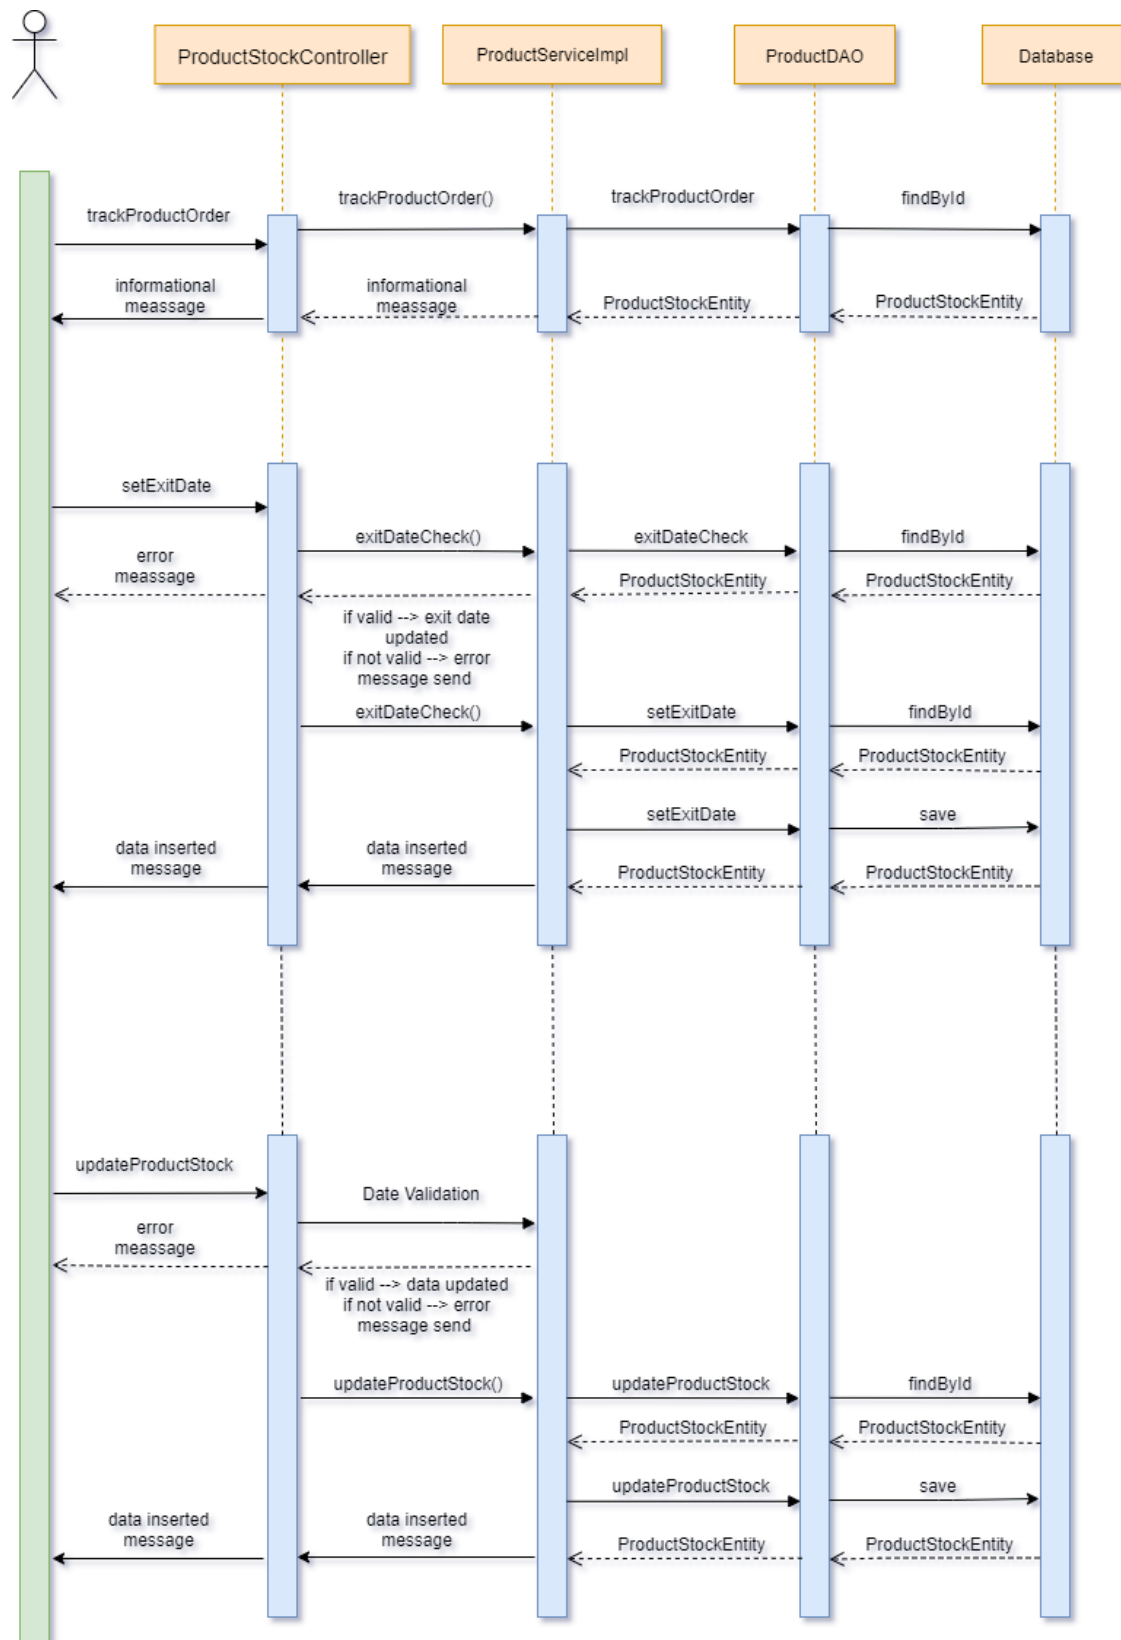 ProductStockController
ProductServiceImpl
ProductDAO
Database
trackProductOrder
trackProductOrder()
trackProductOrder
findById
informational
meassage
informational
meassage
ProductStockEntity
ProductStockEntity
setExitDate
exitDateCheck()
exitDateCheck
findById
error
meassage
ProductStockEntity
ProductStockEntity
if valid --> exit date
updated
if not valid --> error
message send
exitDateCheck()
setExitDate
findById
ProductStockEntity
ProductStockEntity
setExitDate
save
data inserted
message
data inserted
message
ProductStockEntity
ProductStockEntity
updateProductStock
Date Validation
error
meassage
if valid --> data updated
if not valid --> error
message send
updateProductStock()
updateProductStock
findById
ProductStockEntity
ProductStockEntity
updateProductStock
save
data inserted
message
data inserted
message
ProductStockEntity
ProductStockEntity